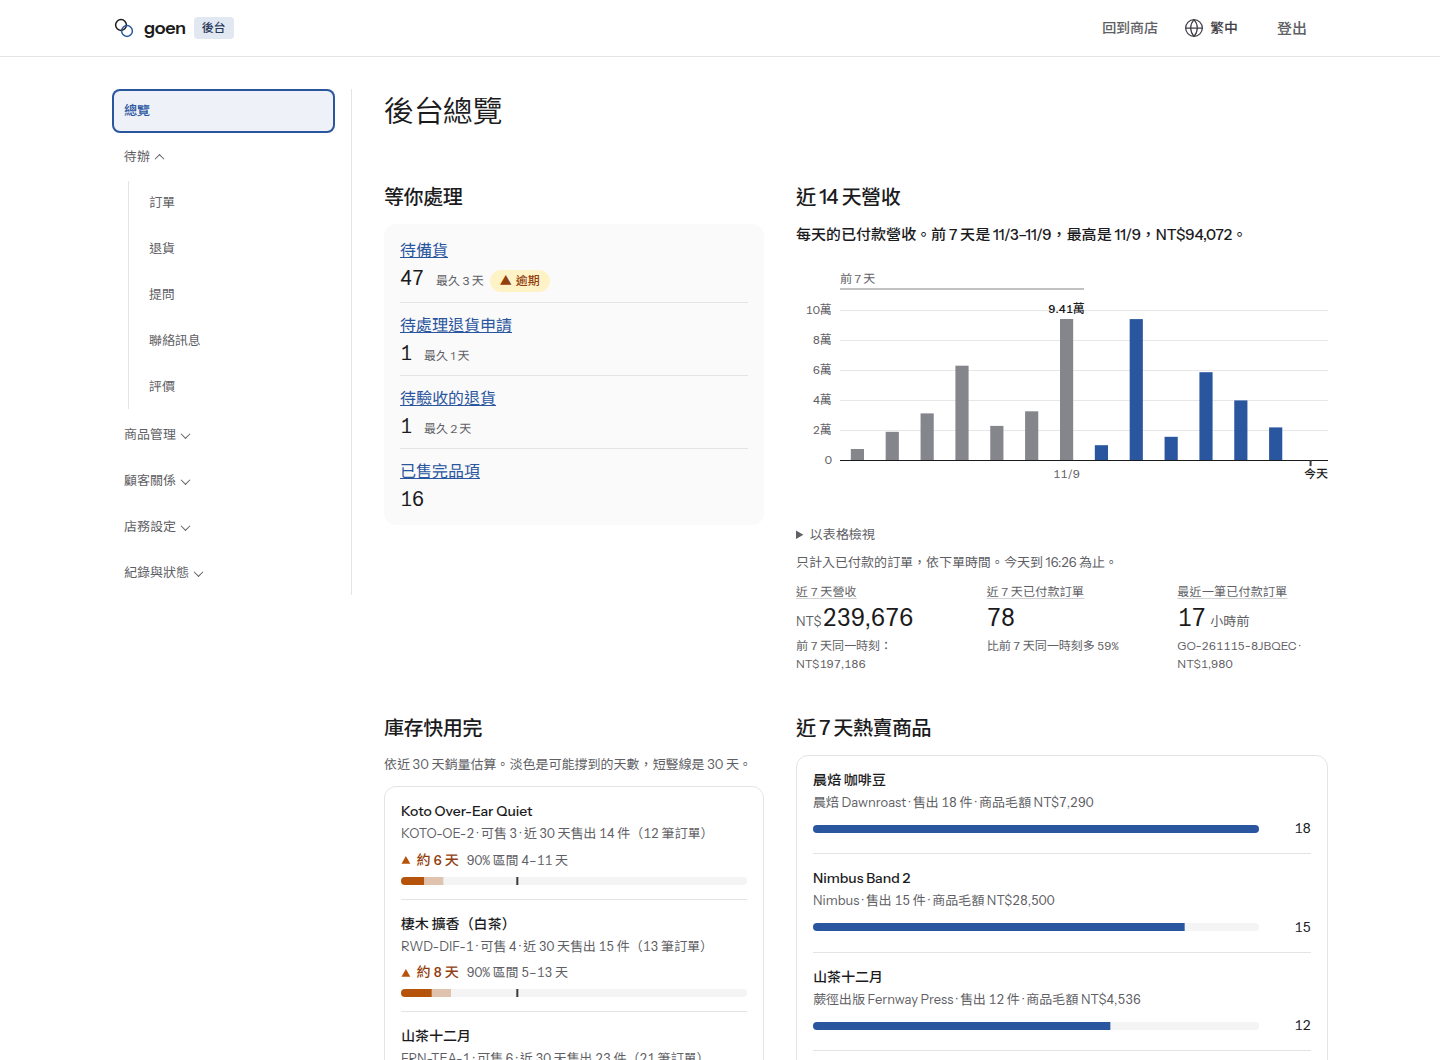 goen 後台
回到商店 繁中 登出
總覽
待辦
訂單
退貨
提問
聯絡訊息
評價
商品管理
顧客關係
店務設定
紀錄與狀態
後台總覽
等你處理
待備貨
47 最久 3 天 ▲ 逾期
待處理退貨申請
1 最久 1 天
待驗收的退貨
1 最久 2 天
已售完品項
16
近 14 天營收
每天的已付款營收。前 7 天是 11/3–11/9，最高是 11/9，NT$94,072。
前 7 天
9.41萬
10萬
8萬
6萬
4萬
2萬
0
11/9
今天
▶ 以表格檢視
只計入已付款的訂單，依下單時間。今天到 16:26 為止。
近 7 天營收
NT$239,676
前 7 天同一時刻：
NT$197,186
近 7 天已付款訂單
78
比前 7 天同一時刻多 59%
最近一筆已付款訂單
17 小時前
GO-261115-8JBQEC ·
NT$1,980
庫存快用完
依近 30 天銷量估算。淡色是可能撐到的天數，短豎線是 30 天。
Koto Over-Ear Quiet
KOTO-OE-2 · 可售 3 · 近 30 天售出 14 件（12 筆訂單）
▲ 約 6 天 90% 區間 4–11 天
棲木 擴香（白茶）
RWD-DIF-1 · 可售 4 · 近 30 天售出 15 件（13 筆訂單）
▲ 約 8 天 90% 區間 5–13 天
山茶十二月
FRN-TEA-1 · 可售 6 · 近 30 天售出 23 件（21 筆訂單）
近 7 天熱賣商品
晨焙 咖啡豆
晨焙 Dawnroast · 售出 18 件 · 商品毛額 NT$7,290
18
Nimbus Band 2
Nimbus · 售出 15 件 · 商品毛額 NT$28,500
15
山茶十二月
蕨徑出版 Fernway Press · 售出 12 件 · 商品毛額 NT$4,536
12